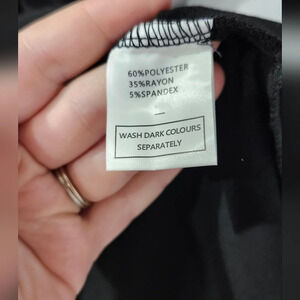 60%POLYESTER
35%RAYON
5%SPANDEX
WASH DARK COLOURS
SEPARATELY